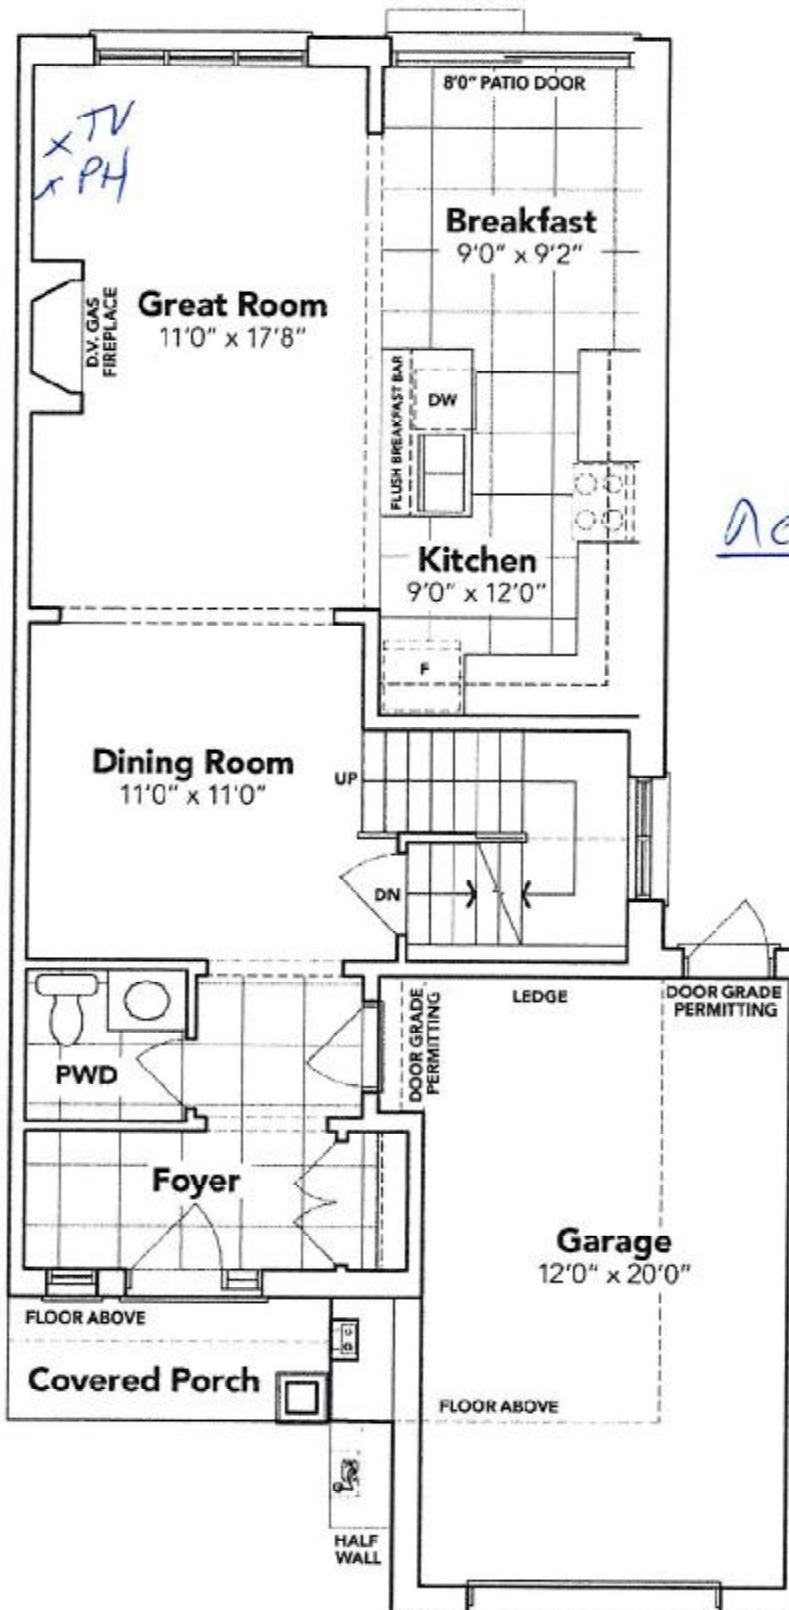 8'0" PATIO DOOR
x TV
x PH
Breakfast
9'0" x 9'2"
Great Room
11'0" x 17'8"
D.V. GAS
FIREPLACE
FLUSH BREAKFAST BAR
DW
Kitchen
9'0" x 12'0"
F
Dining Room
11'0" x 11'0"
UP
DN
DOOR GRADE
PERMITTING
LEDGE
DOOR GRADE
PERMITTING
PWD
Foyer
Garage
12'0" x 20'0"
FLOOR ABOVE
Covered Porch
FLOOR ABOVE
HALF
WALL